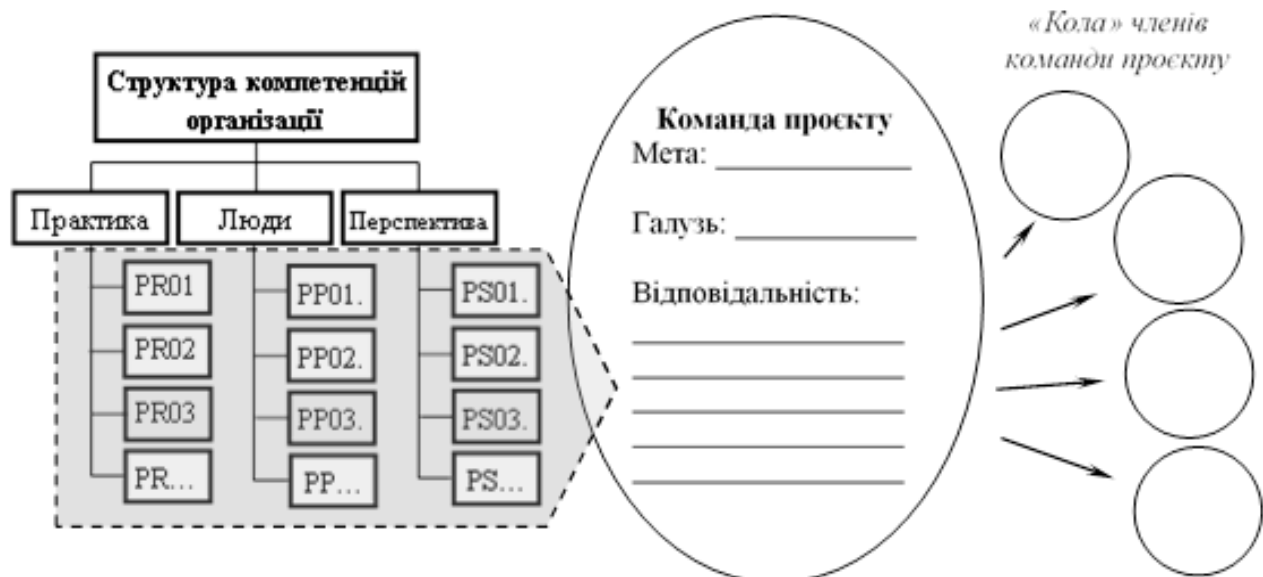 Структура компетенцій
організації
Практика
Люди
Перспектива
PR01
PR02
PR03
PR...
PP01.
PP02.
PP03.
PP...
PS01.
PS02.
PS03.
PS...
Команда проєкту
Мета:
Галузь:
Відповідальність:
«Кола» членів
команди проєкту